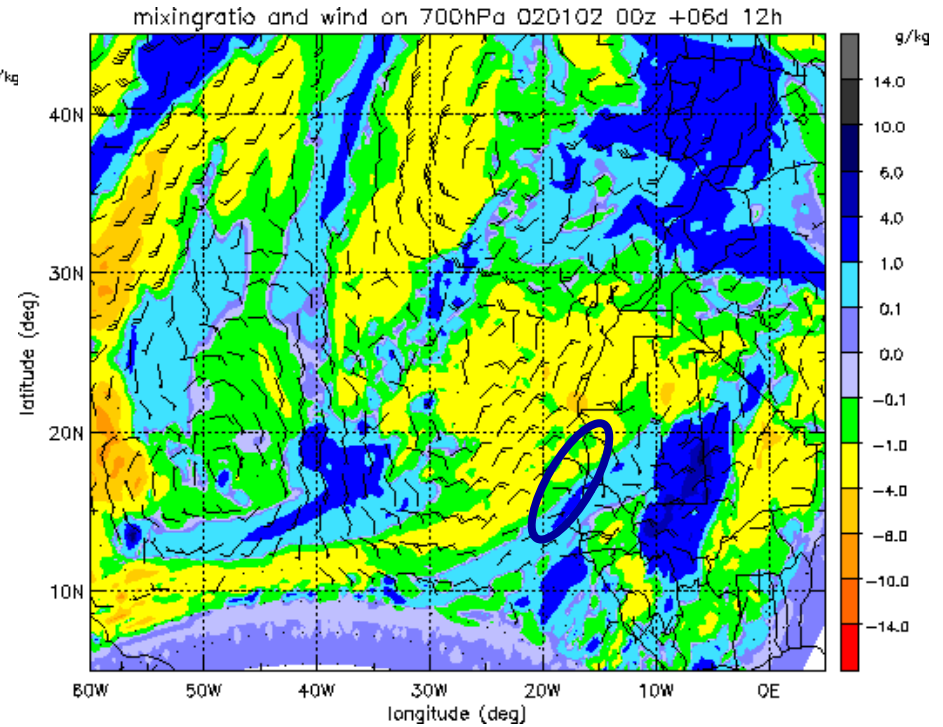 mixingratio and wind on 700hPa 020102 00z +06d 12h
g/kg
/kg
14.0
10.0
6.0
4.0
1.0
0.1
0.0
-0.1
-1.0
-4.0
-8.0
-10.0
-14.0
40N
30N
20N
10N
latitude (deg)
60W 50W 40W 30W 20W 10W 0E
longitude (deg)